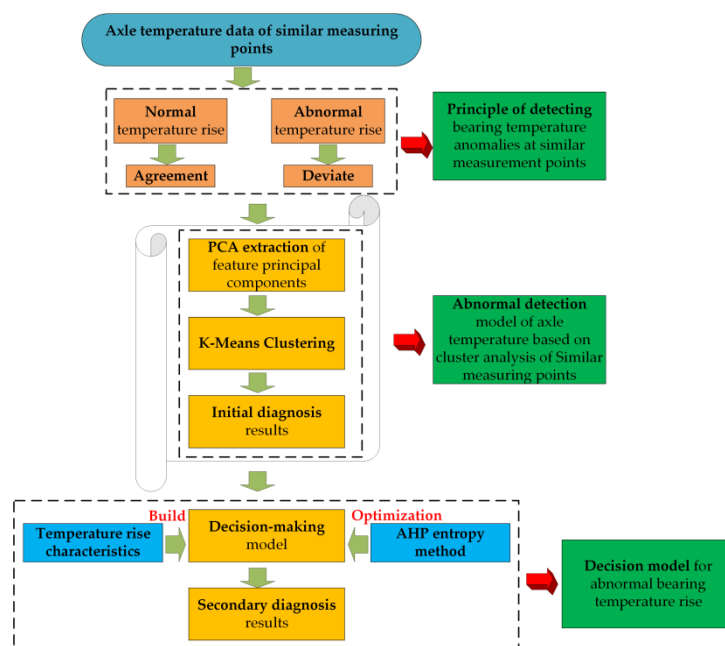 Axle temperature data of similar measuring
points
Normal
temperature rise
Abnormal
temperature rise
Agreement
Deviate
Principle of detecting
bearing temperature
anomalies at similar
measurement points
PCA extraction of
feature principal
components
K-Means Clustering
Initial diagnosis
results
Abnormal detection
model of axle
temperature based on
cluster analysis of Similar
measuring points
Build
Optimization
Temperature rise
characteristics
Decision-making
model
AHP entropy
method
Secondary diagnosis
results
Decision model for
abnormal bearing
temperature rise